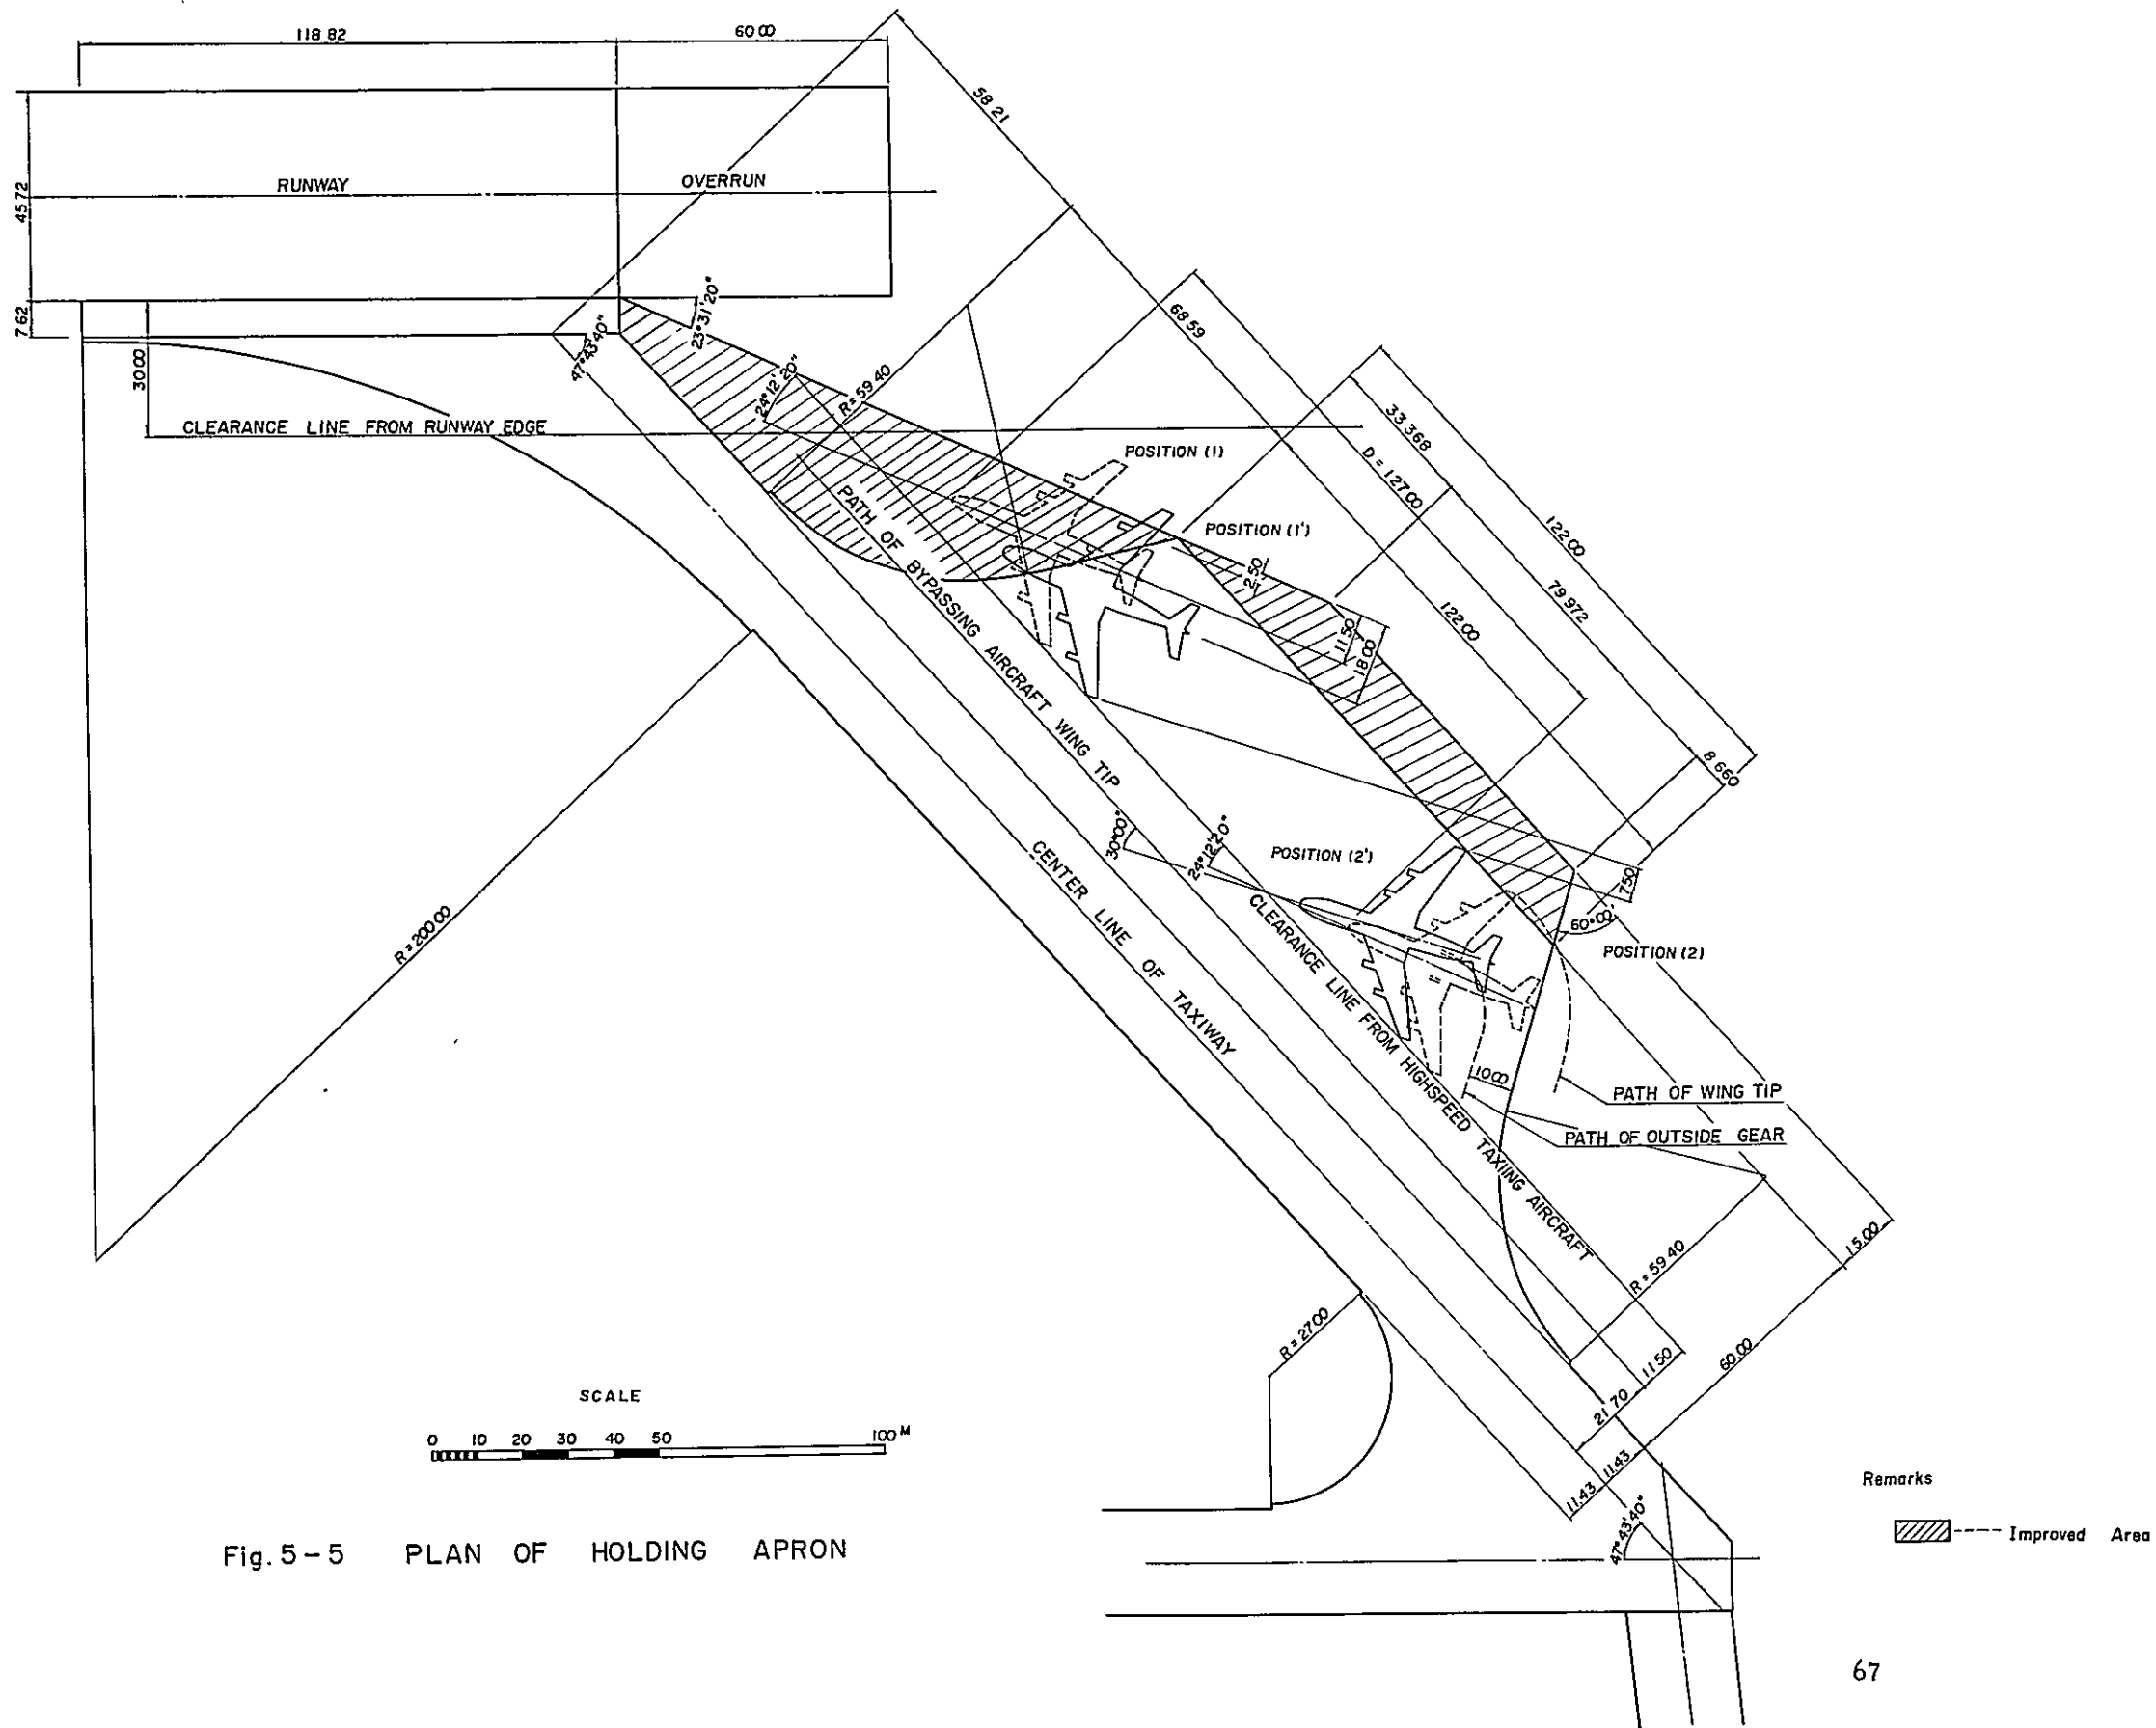 118 82
60 00
58 21
RUNWAY
OVERRUN
45 72
7 62
30 00
47°43'40"
23°31'20"
24°12'20"
R=59 40
68 59
33 368
D = 127 00
122 00
79 972
122 00
8 660
CLEARANCE LINE FROM RUNWAY EDGE
POSITION (1)
POSITION (1')
2 50
11 50
18 00
PATH OF BYPASSING AIRCRAFT WING TIP
30°00"
24°12'20"
POSITION (2')
7 50
60°00'
POSITION (2)
CENTER LINE OF TAXIWAY
CLEARANCE LINE FROM HIGHSPEED TAXIING AIRCRAFT
R = 200 00
10 00
PATH OF WING TIP
PATH OF OUTSIDE GEAR
15.00
R = 59 40
60.00
11 50
21 70
11.43
11.43
R = 27 00
47°43'40"
SCALE
0 10 20 30 40 50 100 M
Remarks
Improved Area
Fig. 5-5 PLAN OF HOLDING APRON
67